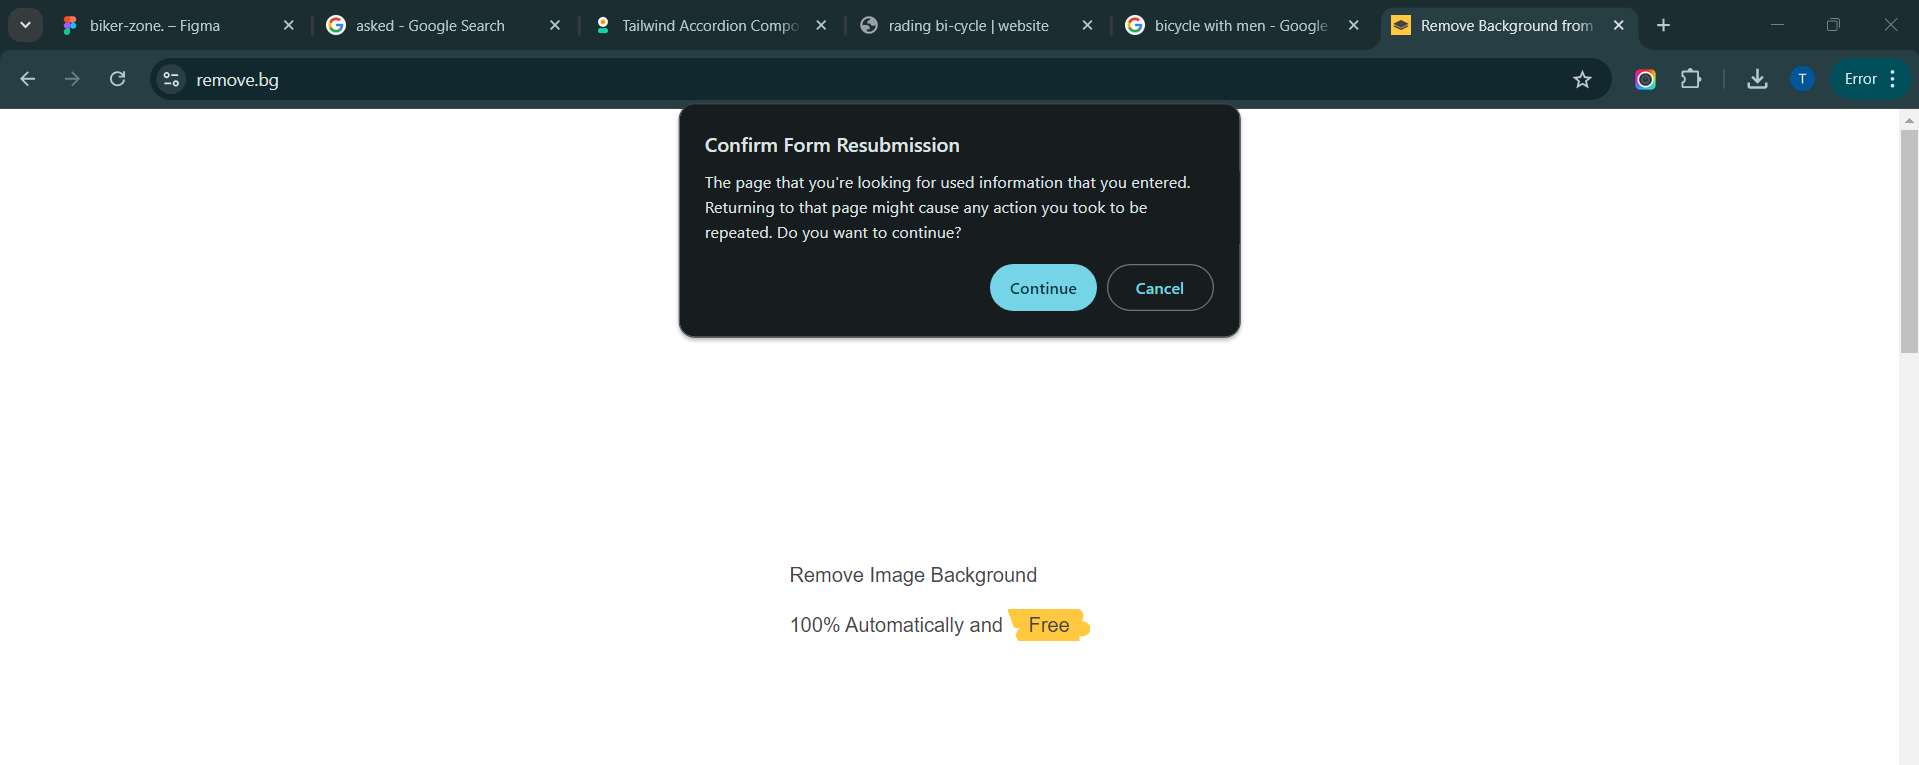 biker-zone. – Figma
asked - Google Search
Tailwind Accordion Compo
rading bi-cycle | website
bicycle with men - Google
Remove Background from
remove.bg
T
Error
Confirm Form Resubmission
The page that you're looking for used information that you entered.
Returning to that page might cause any action you took to be
repeated. Do you want to continue?
Continue
Cancel
Remove Image Background
100% Automatically and Free